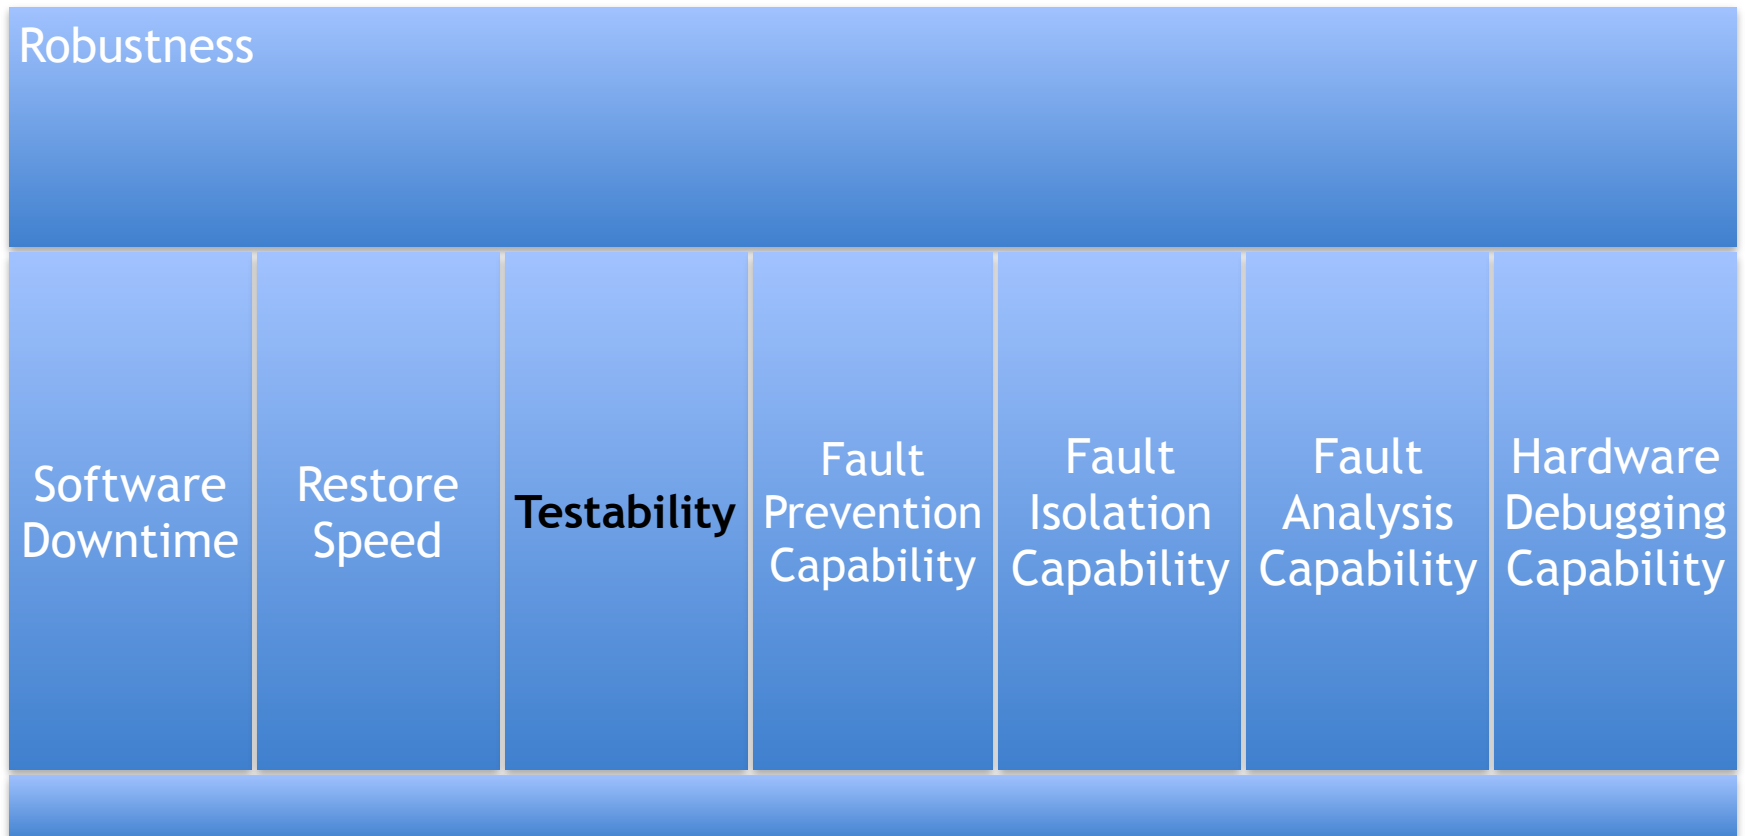 Robustness
Software
Downtime
Restore
Speed
Testability
Fault
Prevention
Capability
Fault
Isolation
Capability
Fault
Analysis
Capability
Hardware
Debugging
Capability